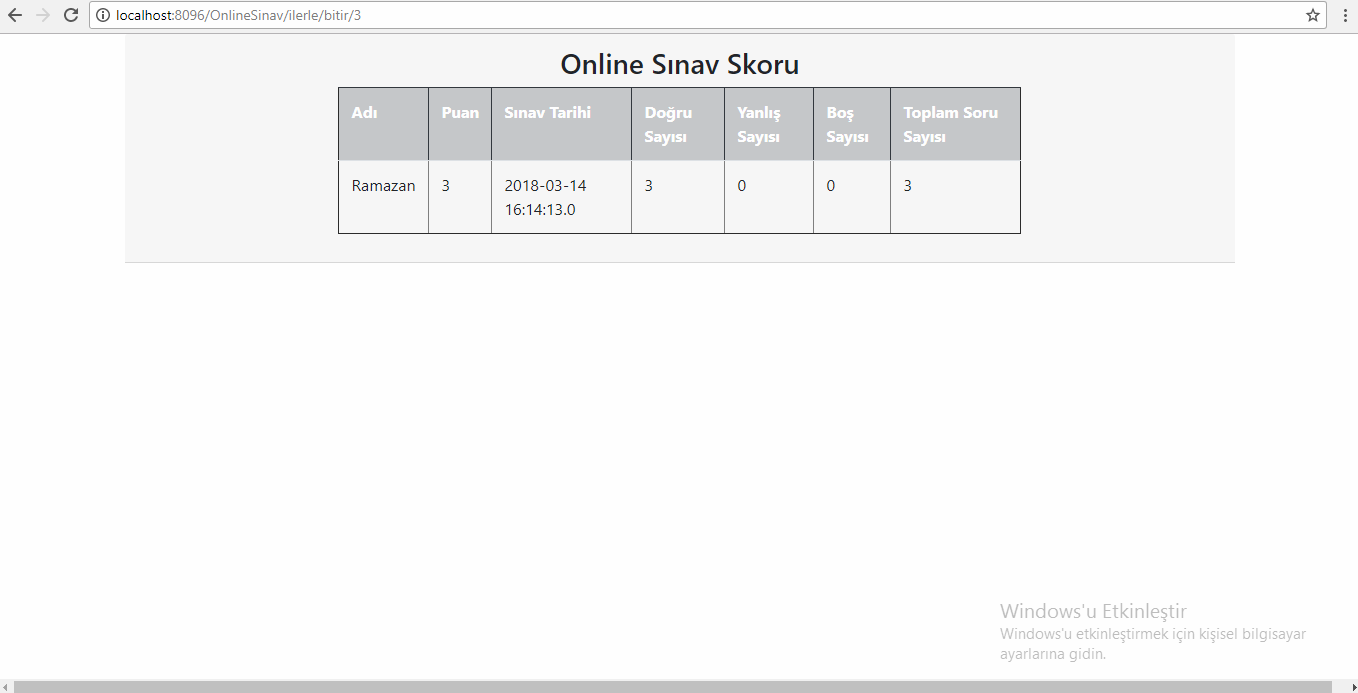 localhost:8096/OnlineSinav/ilerle/bitir/3
Online Sınav Skoru
Adı Puan Sınav Tarihi Doğru Sayısı Yanlış Sayısı Boş Sayısı Toplam Soru Sayısı
Ramazan 3 2018-03-14 16:14:13.0 3 0 0 3
Windows'u Etkinleştir
Windows'u etkinleştirmek için kişisel bilgisayar
ayarlarına gidin.